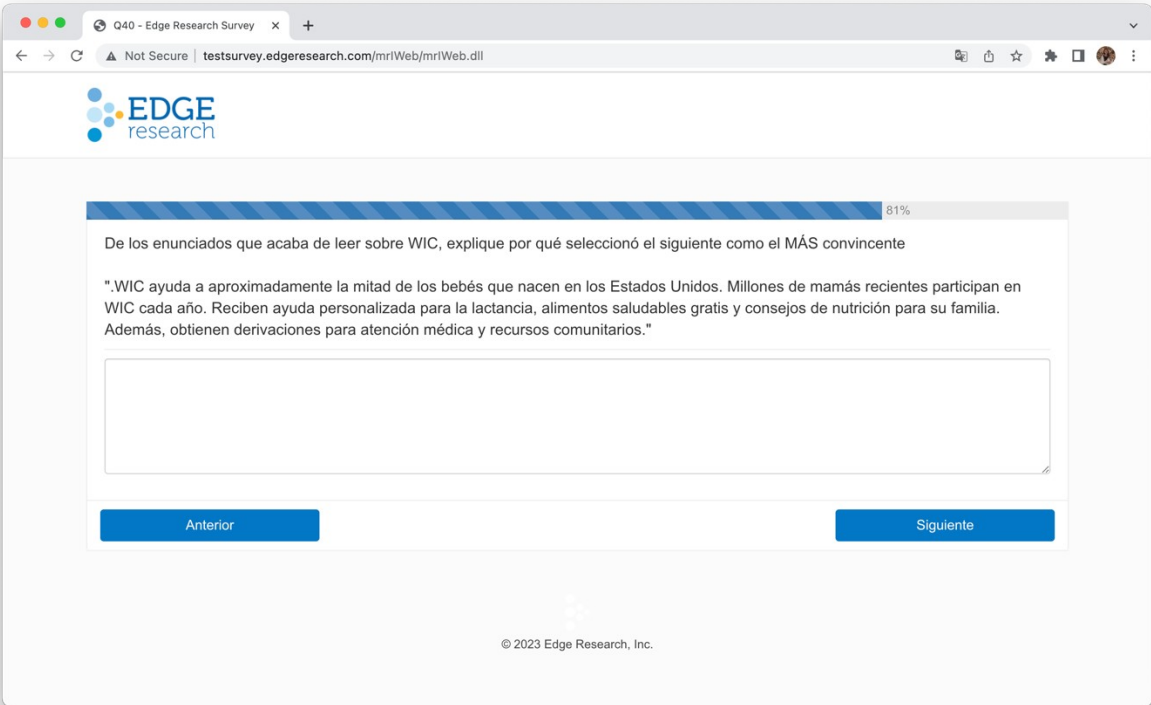 Q40 - Edge Research Survey
Not Secure | testsurvey.edgeresearch.com/mrIWeb/mrIWeb.dll
EDGE
research
81%
De los enunciados que acaba de leer sobre WIC, explique por qué seleccionó el siguiente como el MÁS convincente
".WIC ayuda a aproximadamente la mitad de los bebés que nacen en los Estados Unidos. Millones de mamás recientes participan en
WIC cada año. Reciben ayuda personalizada para la lactancia, alimentos saludables gratis y consejos de nutrición para su familia.
Además, obtienen derivaciones para atención médica y recursos comunitarios."
Anterior
Siguiente
© 2023 Edge Research, Inc.